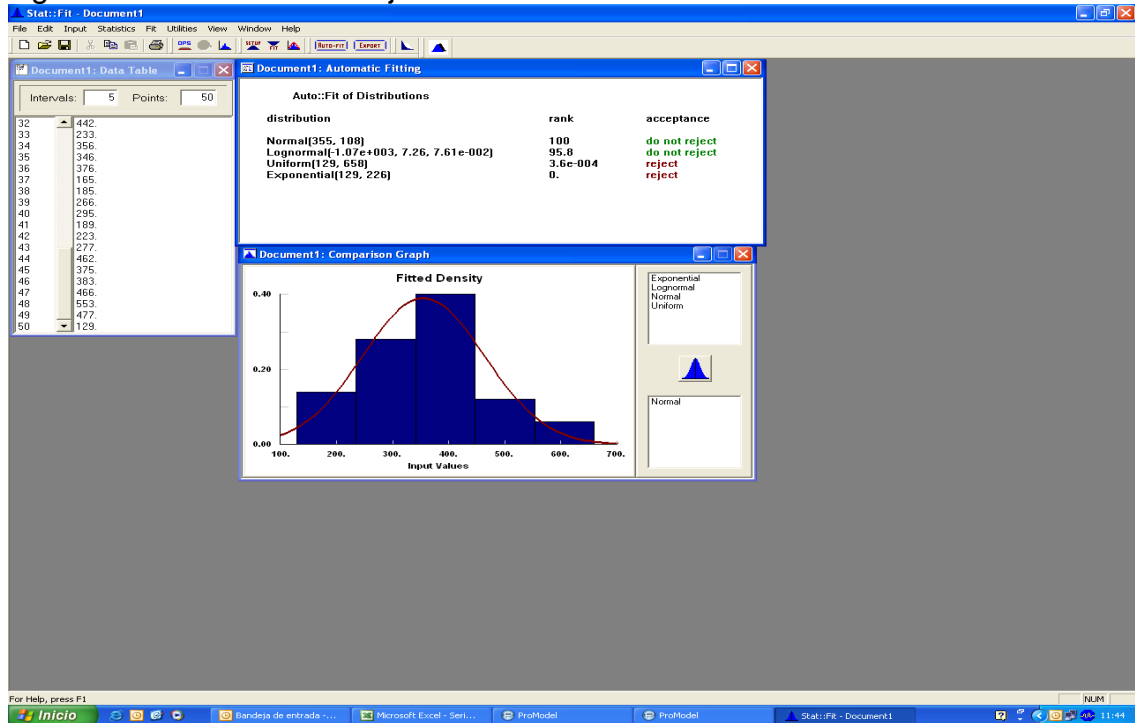 Stat::Fit - Document1
File Edit Input Statistics Fit Utilities View Window Help
OPS SETUP FIT AUTO-FIT EXPORT
Document1: Data Table
Intervals: 5 Points: 50
32 442.
33 233.
34 356.
35 346.
36 376.
37 165.
38 185.
39 266.
40 295.
41 189.
42 223.
43 277.
44 462.
45 375.
46 383.
47 466.
48 553.
49 477.
50 129.
Document1: Automatic Fitting
Auto::Fit of Distributions
distribution rank acceptance
Normal(355, 108) 100 do not reject
Lognormal(-1.07e+003, 7.26, 7.61e-002) 95.8 do not reject
Uniform(129, 658) 3.6e-004 reject
Exponential(129, 226) 0. reject
Document1: Comparison Graph
Fitted Density
0.40
0.20
0.00
100. 200. 300. 400. 500. 600. 700.
Input Values
Exponential
Lognormal
Normal
Uniform
Normal
For Help, press F1
NUM
Inicio Bandeja de entrada -... Microsoft Excel - Seri... ProModel ProModel Stat::Fit - Document1 11:44